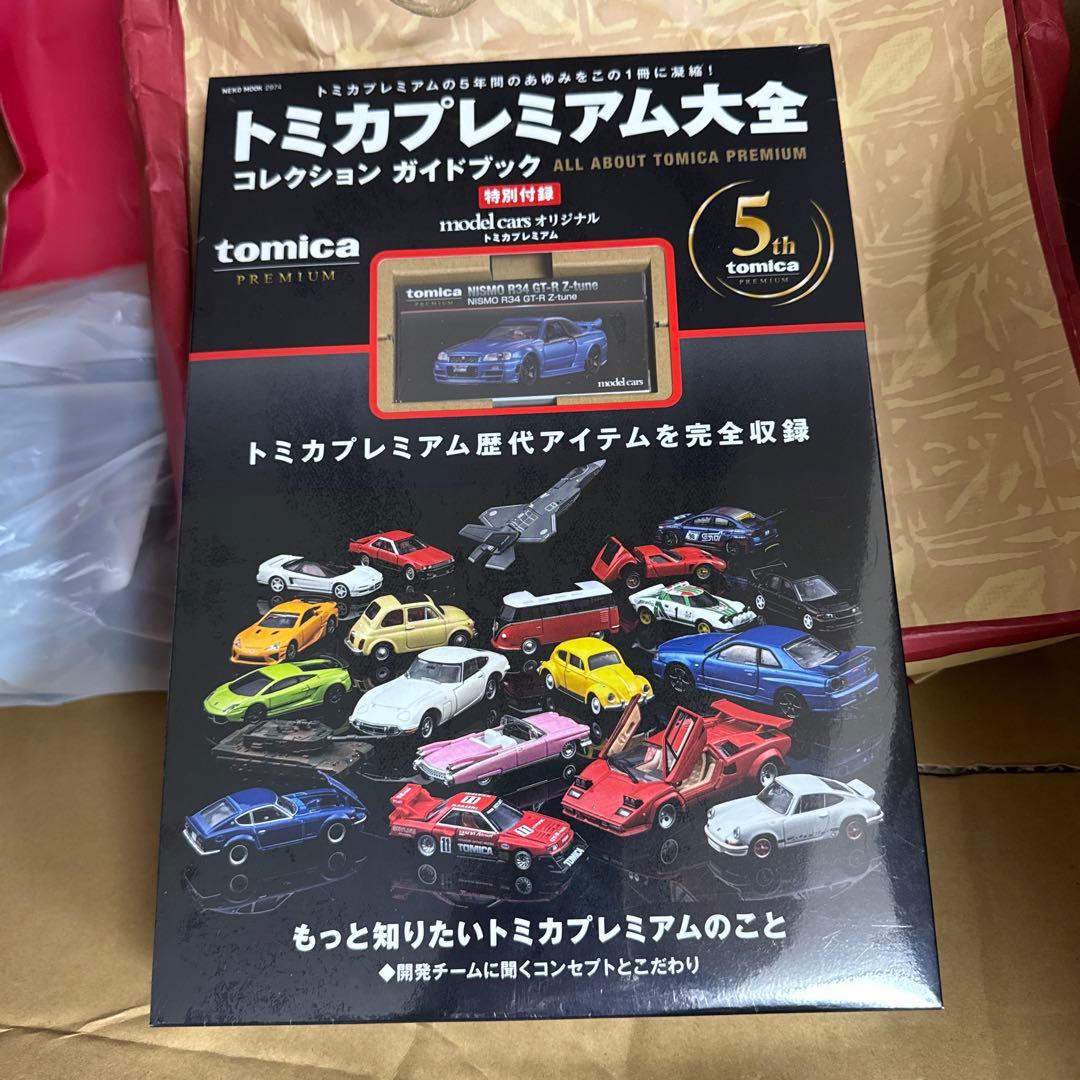 NEKO MOOK 2974
トミカプレミアムの5年間のあゆみをこの1冊に凝縮！
トミカプレミアム大全
コレクション ガイドブック ALL ABOUT TOMICA PREMIUM
特別付録
model cars オリジナル
トミカプレミアム
tomica
PREMIUM
5th
tomica
PREMIUM
tomica NISMO R34 GT-R Z-tune
PREMIUM NISMO R34 GT-R Z-tune
model cars
トミカプレミアム歴代アイテムを完全収録
11
TOMICA
11
TOMICA
1
もっと知りたいトミカプレミアムのこと
◆開発チームに聞くコンセプトとこだわり